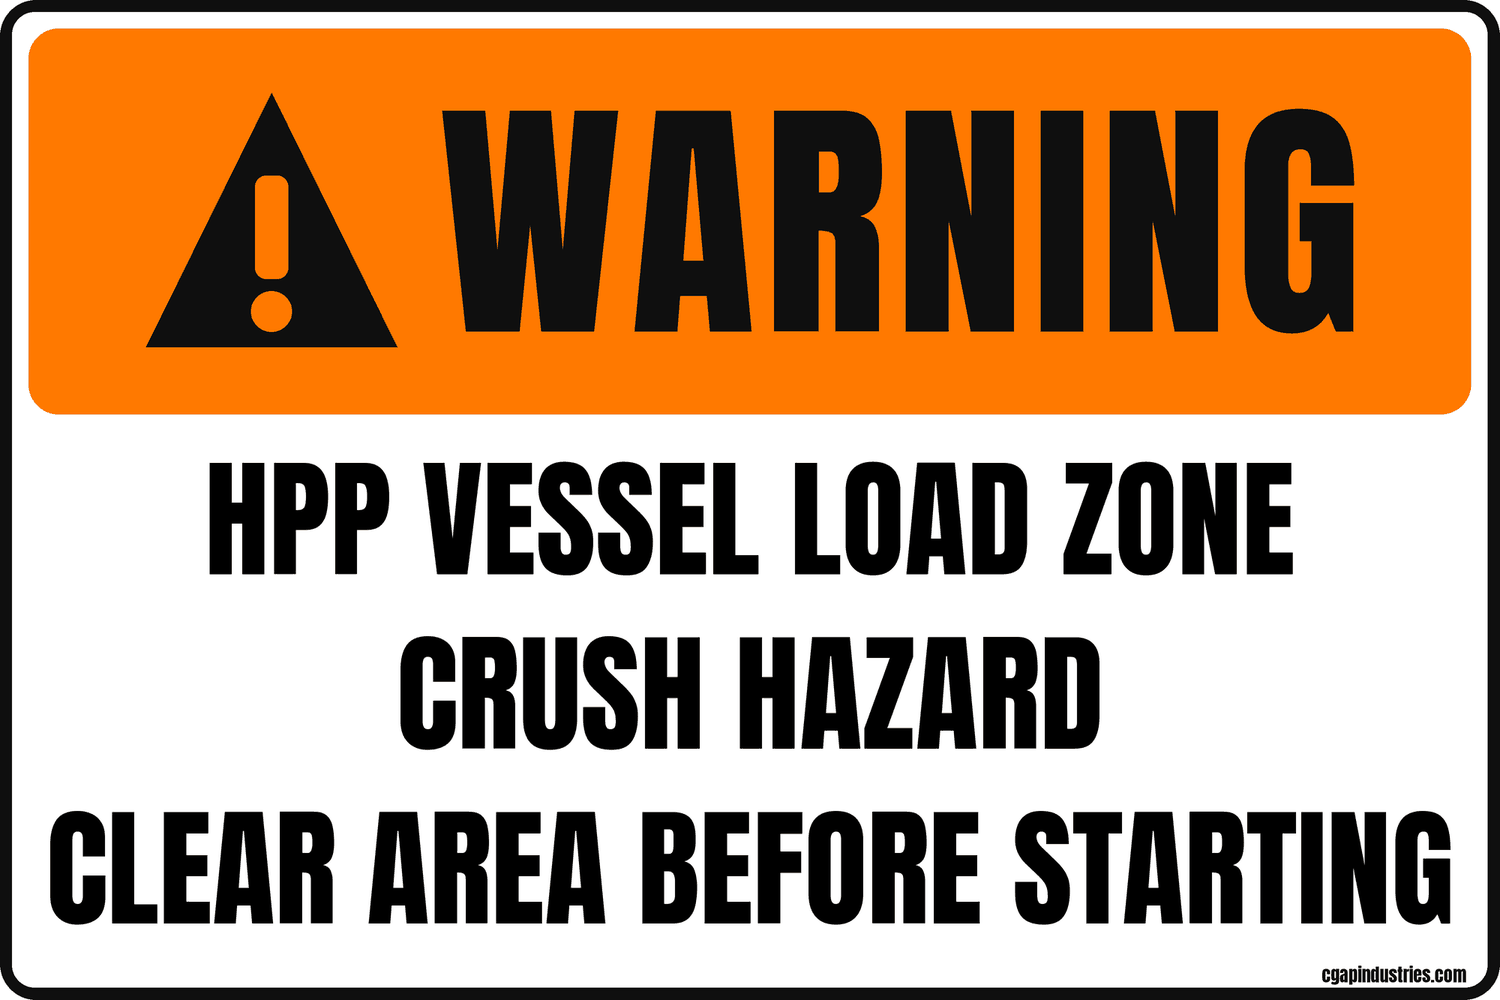 WARNING
HPP VESSEL LOAD ZONE
CRUSH HAZARD
CLEAR AREA BEFORE STARTING
cgapindustries.com